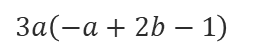 3a(−a + 2b − 1)